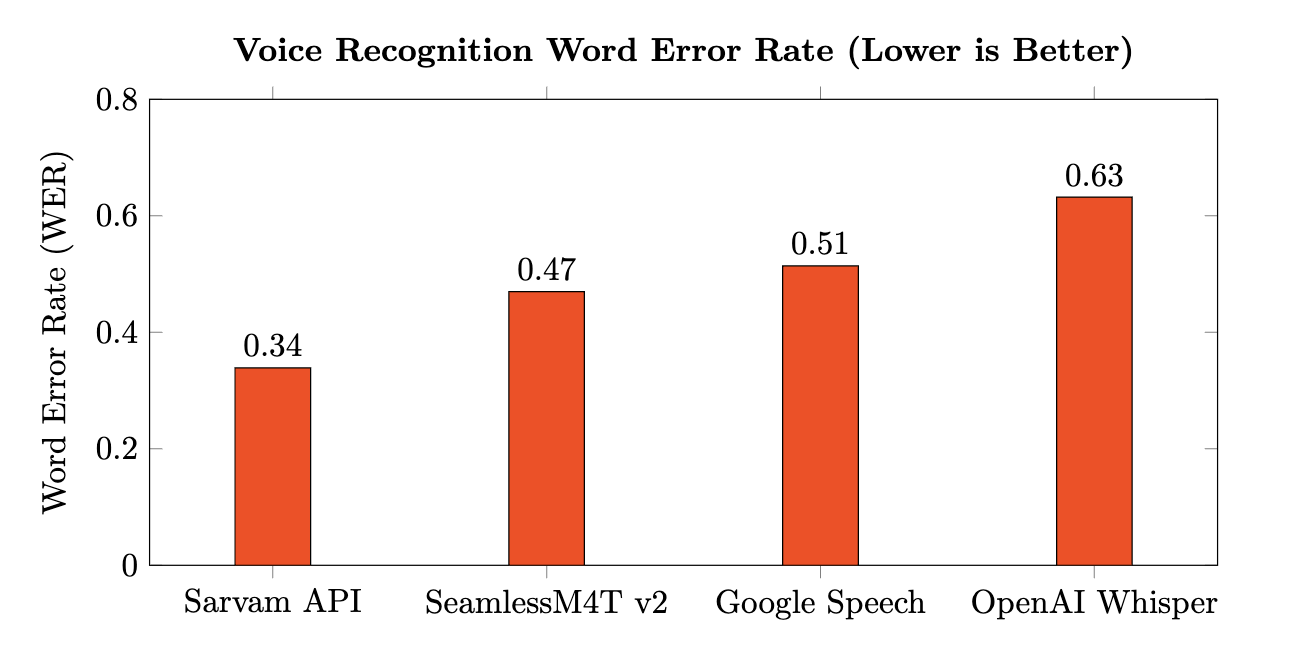 Voice Recognition Word Error Rate (Lower is Better)
Word Error Rate (WER)
0.8
0.6
0.4
0.2
0
0.34
0.47
0.51
0.63
Sarvam API
SeamlessM4T v2
Google Speech
OpenAI Whisper